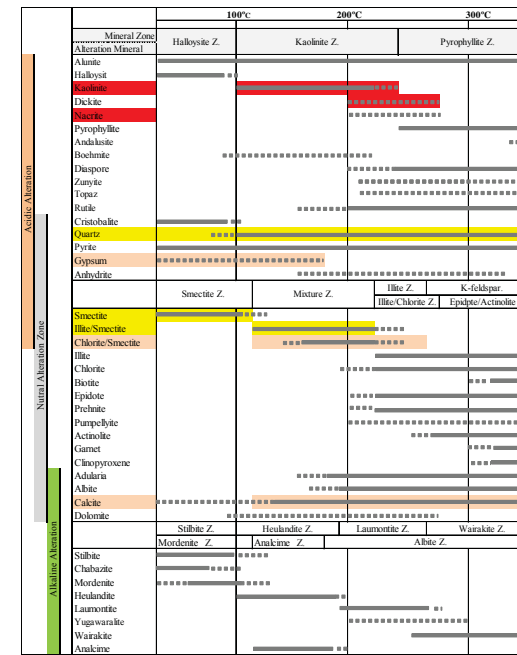 100°C 200°C 300°C
Mineral Zone
Alteration Mineral
Halloysite Z. Kaolinite Z. Pyrophyllite Z.
Acidic Alteration
Nutral Alteration Zone
Alkaline Alteration
Alunite
Halloysit
Kaolinite
Dickite
Nacrite
Pyrophyllite
Andalusite
Boehmite
Diaspore
Zunyite
Topaz
Rutile
Cristobalite
Quartz
Pyrite
Gypsum
Anhydrite
Smectite Z. Mixture Z. Illite Z. K-feldspar.
Illite/Chlorite Z. Epidpte/Actinolite
Smectite
Illite/Smectite
Chlorite/Smectite
Illite
Chlorite
Biotite
Epidote
Prehnite
Pumpellyite
Actinolite
Garnet
Clinopyroxene
Adularia
Albite
Calcite
Dolomite
Stilbite Z. Heulandite Z. Laumontite Z. Wairakite Z.
Mordenite Z. Analcime Z. Albite Z.
Stilbite
Chabazite
Mordenite
Heulandite
Laumontite
Yugawaralite
Wairakite
Analcime